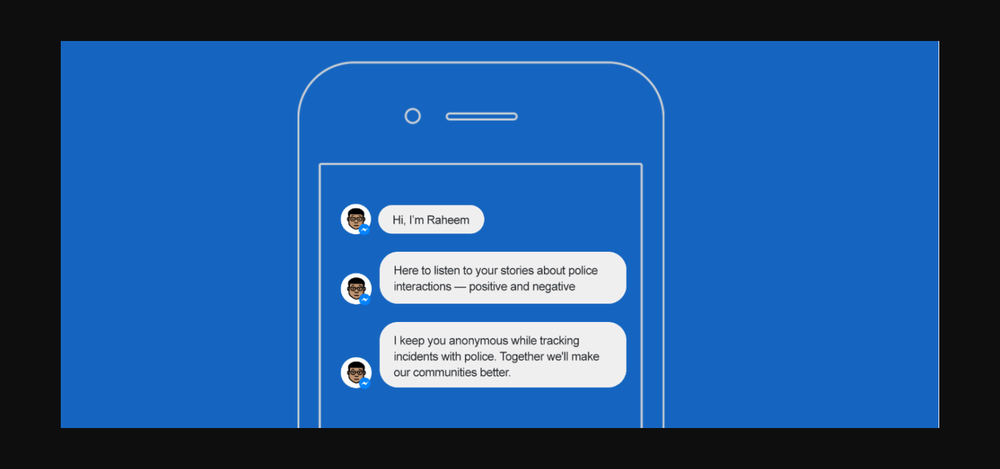 Hi, I'm Raheem
Here to listen to your stories about police
interactions — positive and negative
I keep you anonymous while tracking
incidents with police. Together we'll make
our communities better.